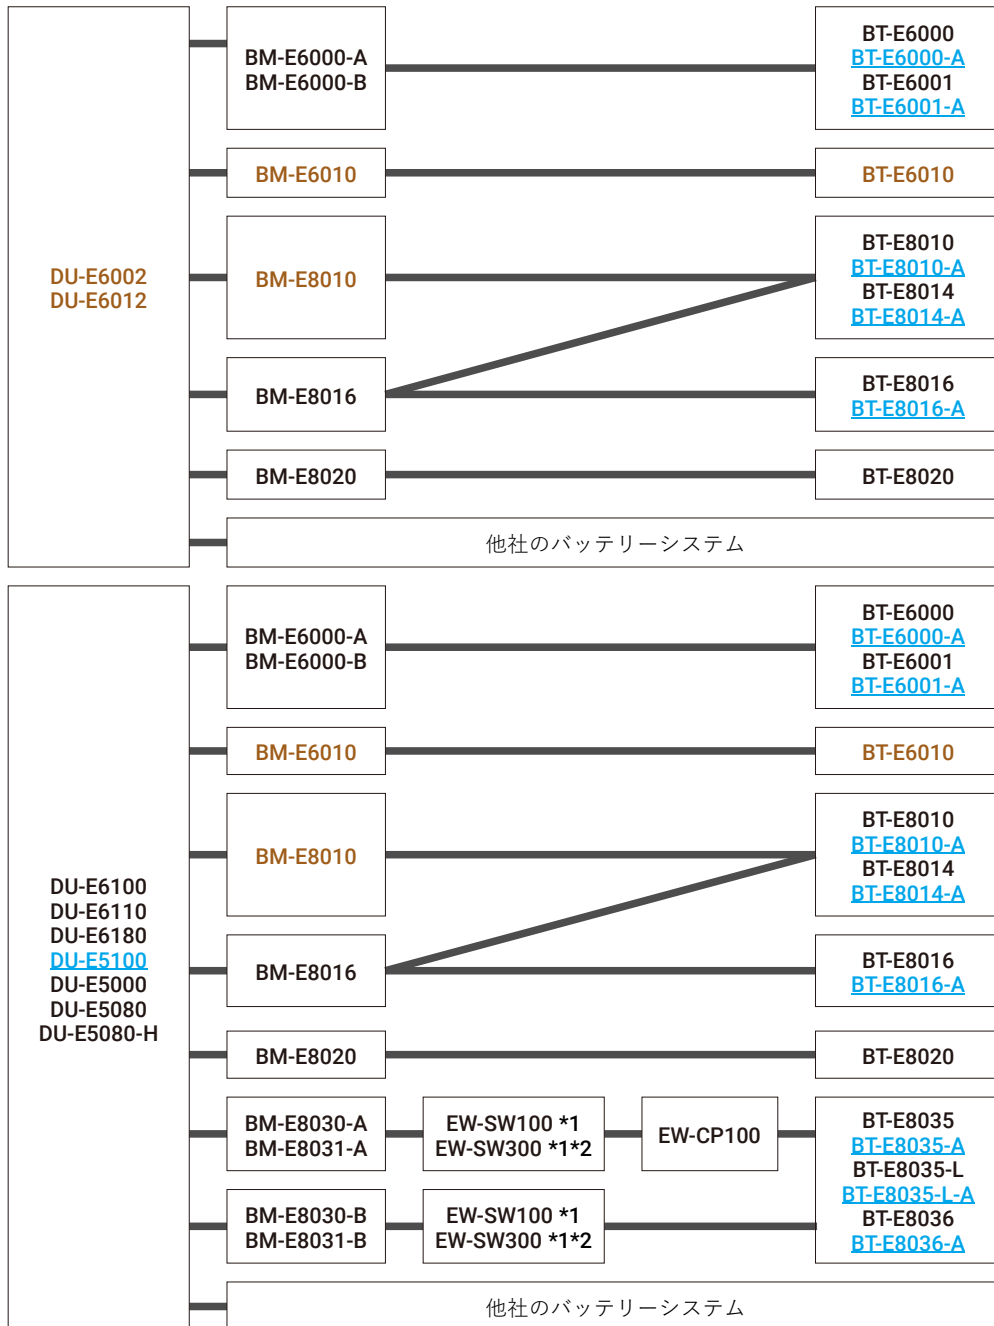 DU-E6002
DU-E6012
BM-E6000-A
BM-E6000-B
BT-E6000
BT-E6000-A
BT-E6001
BT-E6001-A
BM-E6010
BT-E6010
BM-E8010
BT-E8010
BT-E8010-A
BT-E8014
BT-E8014-A
BM-E8016
BT-E8016
BT-E8016-A
BM-E8020
BT-E8020
他社のバッテリーシステム
DU-E6100
DU-E6110
DU-E6180
DU-E5100
DU-E5000
DU-E5080
DU-E5080-H
BM-E6000-A
BM-E6000-B
BT-E6000
BT-E6000-A
BT-E6001
BT-E6001-A
BM-E6010
BT-E6010
BM-E8010
BT-E8010
BT-E8010-A
BT-E8014
BT-E8014-A
BM-E8016
BT-E8016
BT-E8016-A
BM-E8020
BT-E8020
BM-E8030-A
BM-E8031-A
EW-SW100 *1
EW-SW300 *1*2
EW-CP100
BM-E8030-B
BM-E8031-B
EW-SW100 *1
EW-SW300 *1*2
BT-E8035
BT-E8035-A
BT-E8035-L
BT-E8035-L-A
BT-E8036
BT-E8036-A
他社のバッテリーシステム